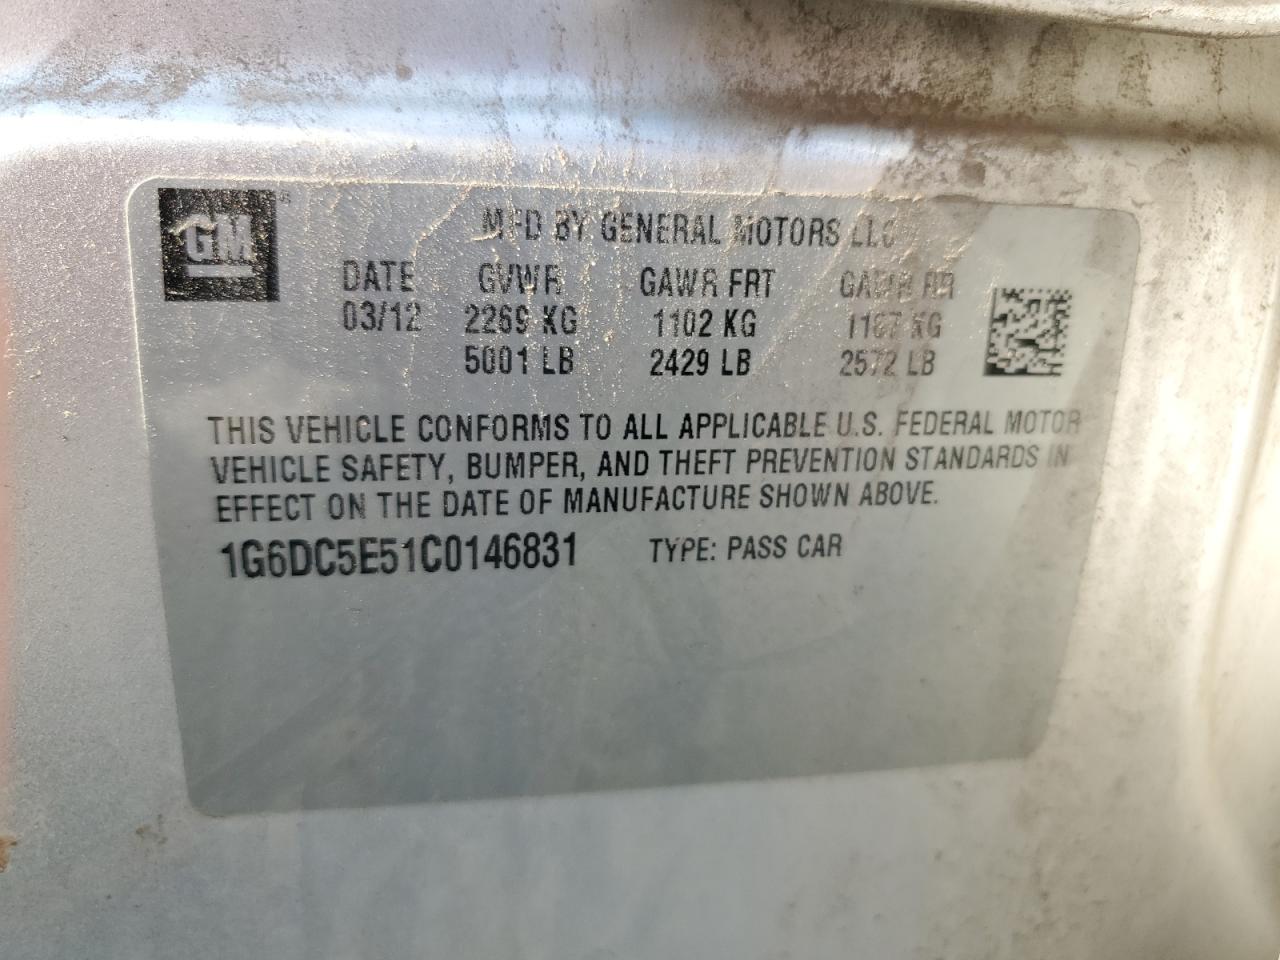 GM
MFD BY GENERAL MOTORS LLC
DATE GVWR GAWR FRT GAWR RR
03/12 2269 KG 1102 KG 1167 KG
5001 LB 2429 LB 2572 LB
THIS VEHICLE CONFORMS TO ALL APPLICABLE U.S. FEDERAL MOTOR
VEHICLE SAFETY, BUMPER, AND THEFT PREVENTION STANDARDS IN
EFFECT ON THE DATE OF MANUFACTURE SHOWN ABOVE.
1G6DC5E51C0146831 TYPE: PASS CAR